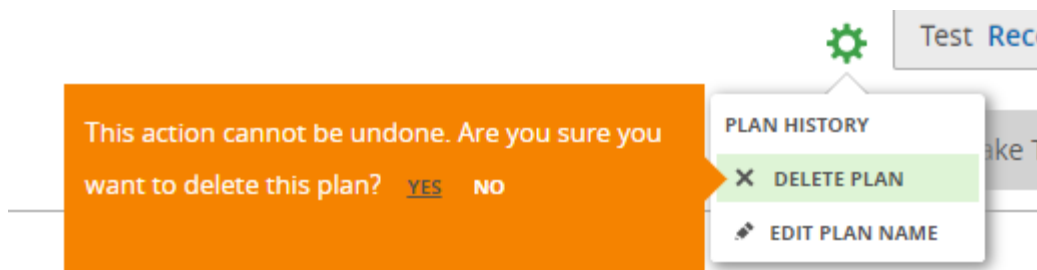 Test Rec
This action cannot be undone. Are you sure you
want to delete this plan? YES NO
PLAN HISTORY
DELETE PLAN
EDIT PLAN NAME